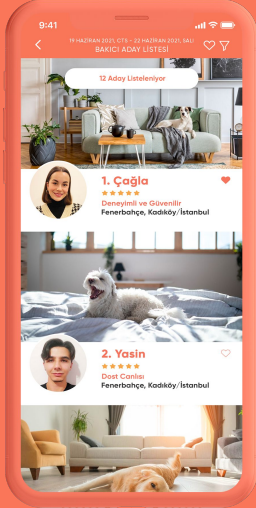 9:41
19 HAZİRAN 2021, CTS - 22 HAZİRAN 2021, SALI
BAKICI ADAY LİSTESİ
12 Aday Listeleniyor
1. Çağla
Deneyimli ve Güvenilir
Fenerbahçe, Kadıköy/İstanbul
2. Yasin
Dost Canlısı
Fenerbahçe, Kadıköy/İstanbul